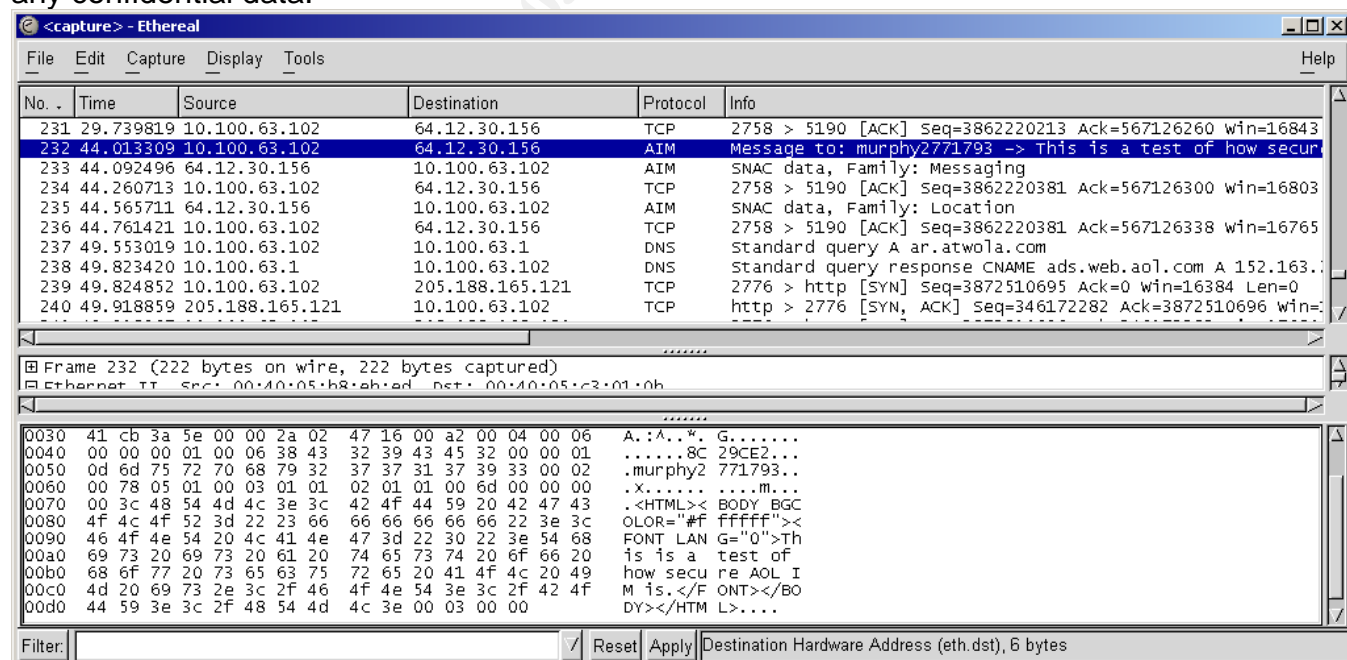 any confidential data.
<capture> - Ethereal
File Edit Capture Display Tools Help
No. Time Source Destination Protocol Info
231 29.739819 10.100.63.102 64.12.30.156 TCP 2758 > 5190 [ACK] Seq=3862220213 Ack=567126260 Win=16843
232 44.013309 10.100.63.102 64.12.30.156 AIM Message to: murphy2771793 -> This is a test of how secur
233 44.092496 64.12.30.156 10.100.63.102 AIM SNAC data, Family: Messaging
234 44.260713 10.100.63.102 64.12.30.156 TCP 2758 > 5190 [ACK] Seq=3862220381 Ack=567126300 Win=16803
235 44.565711 64.12.30.156 10.100.63.102 AIM SNAC data, Family: Location
236 44.761421 10.100.63.102 64.12.30.156 TCP 2758 > 5190 [ACK] Seq=3862220381 Ack=567126338 Win=16765
237 49.553019 10.100.63.102 10.100.63.1 DNS Standard query A ar.atwola.com
238 49.823420 10.100.63.1 10.100.63.102 DNS Standard query response CNAME ads.web.aol.com A 152.163.
239 49.824852 10.100.63.102 205.188.165.121 TCP 2776 > http [SYN] Seq=3872510695 Ack=0 Win=16384 Len=0
240 49.918859 205.188.165.121 10.100.63.102 TCP http > 2776 [SYN, ACK] Seq=346172282 Ack=3872510696 Win=
Frame 232 (222 bytes on wire, 222 bytes captured)
Ethernet II, Src: 00:40:05:b8:eb:ed, Dst: 00:40:05:c3:01:0b
0030 41 cb 3a 5e 00 00 2a 02 47 16 00 a2 00 04 00 06 A.:^..*. G.......
0040 00 00 00 01 00 06 38 43 32 39 43 45 32 00 00 01 ......8C 29CE2...
0050 0d 6d 75 72 70 68 79 32 37 37 31 37 39 33 00 02 .murphy2 771793..
0060 00 78 05 01 00 03 01 01 02 01 01 00 6d 00 00 00 .x...... ....m...
0070 00 3c 48 54 4d 4c 3e 3c 42 4f 44 59 20 42 47 43 .<HTML>< BODY BGC
0080 4f 4c 4f 52 3d 22 23 66 66 66 66 66 66 22 3e 3c OLOR="#f fffff"><
0090 46 4f 4e 54 20 4c 41 4e 47 3d 22 30 22 3e 54 68 FONT LAN G="0">Th
00a0 69 73 20 69 73 20 61 20 74 65 73 74 20 6f 66 20 is is a test of
00b0 68 6f 77 20 73 65 63 75 72 65 20 41 4f 4c 20 49 how secu re AOL I
00c0 4d 20 69 73 2e 3c 2f 46 4f 4e 54 3e 3c 2f 42 4f M is.</F ONT></BO
00d0 44 59 3e 3c 2f 48 54 4d 4c 3e 00 03 00 00 DY></HTM L>....
Filter: Reset Apply Destination Hardware Address (eth.dst), 6 bytes